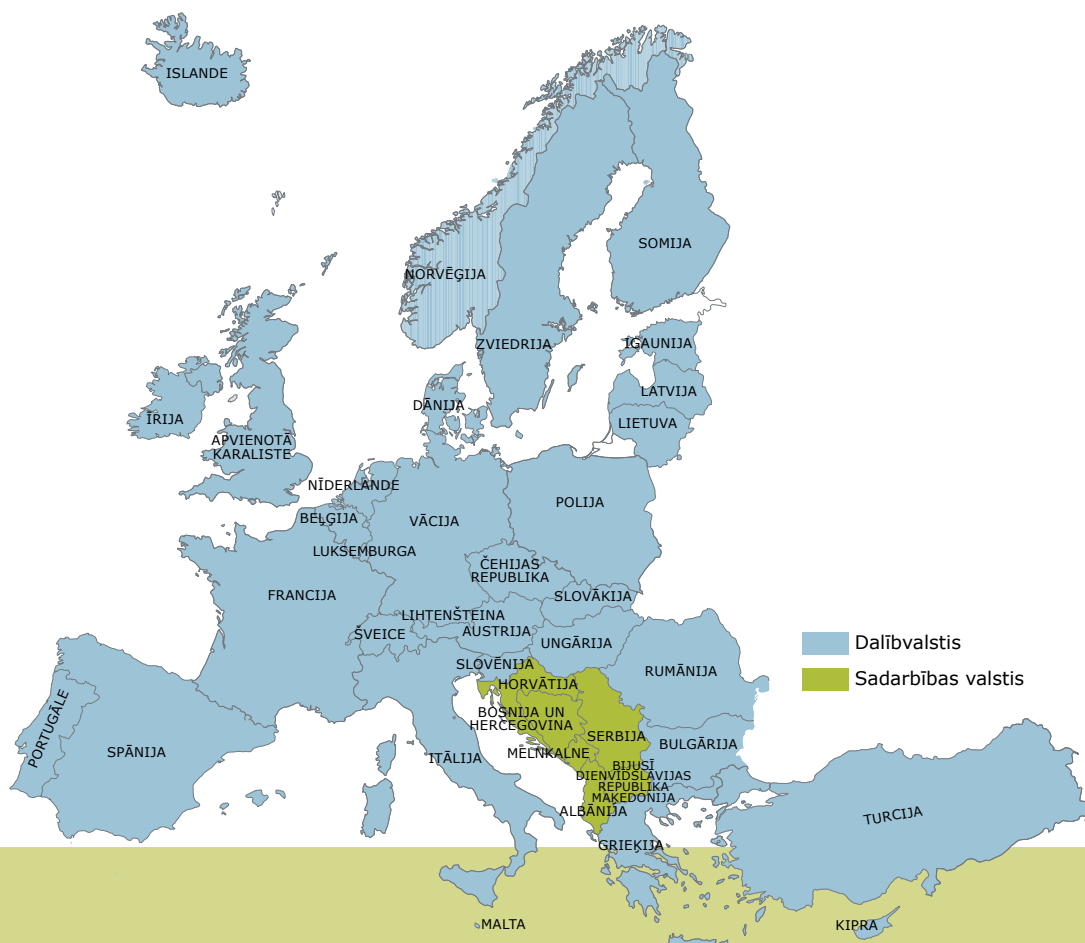 ISLANDE
SOMIJA
NORVĒĢIJA
ZVIEDRIJA
IGAUNIJA
LATVIJA
DĀNIJA
LIETUVA
ĪRIJA
APVIENOTĀ
KARALISTE
NĪDERLANDE
POLIJA
BEĻĢIJA
VĀCIJA
LUKSEMBURGA
ČEHIJAS
REPUBLIKA
FRANCIJA
SLOVĀKIJA
LIHTENŠTEINA
ŠVEICE
AUSTRIJA
UNGĀRIJA
Dalībvalstis
SLOVĒNIJA
RUMĀNIJA
Sadarbības valstis
HORVĀTIJA
PORTUGĀLE
BOSNIJA UN
HERCEGOVINA
SERBIJA
BULGĀRIJA
SPĀNIJA
MELNKALNE
ITĀLIJA
BIJUSĪ
DIENVIDSLĀVIJAS
REPUBLIKA
MAKEDONIJA
ALBĀNIJA
TURCIJA
GRIEĶIJA
MALTA
KIPRA